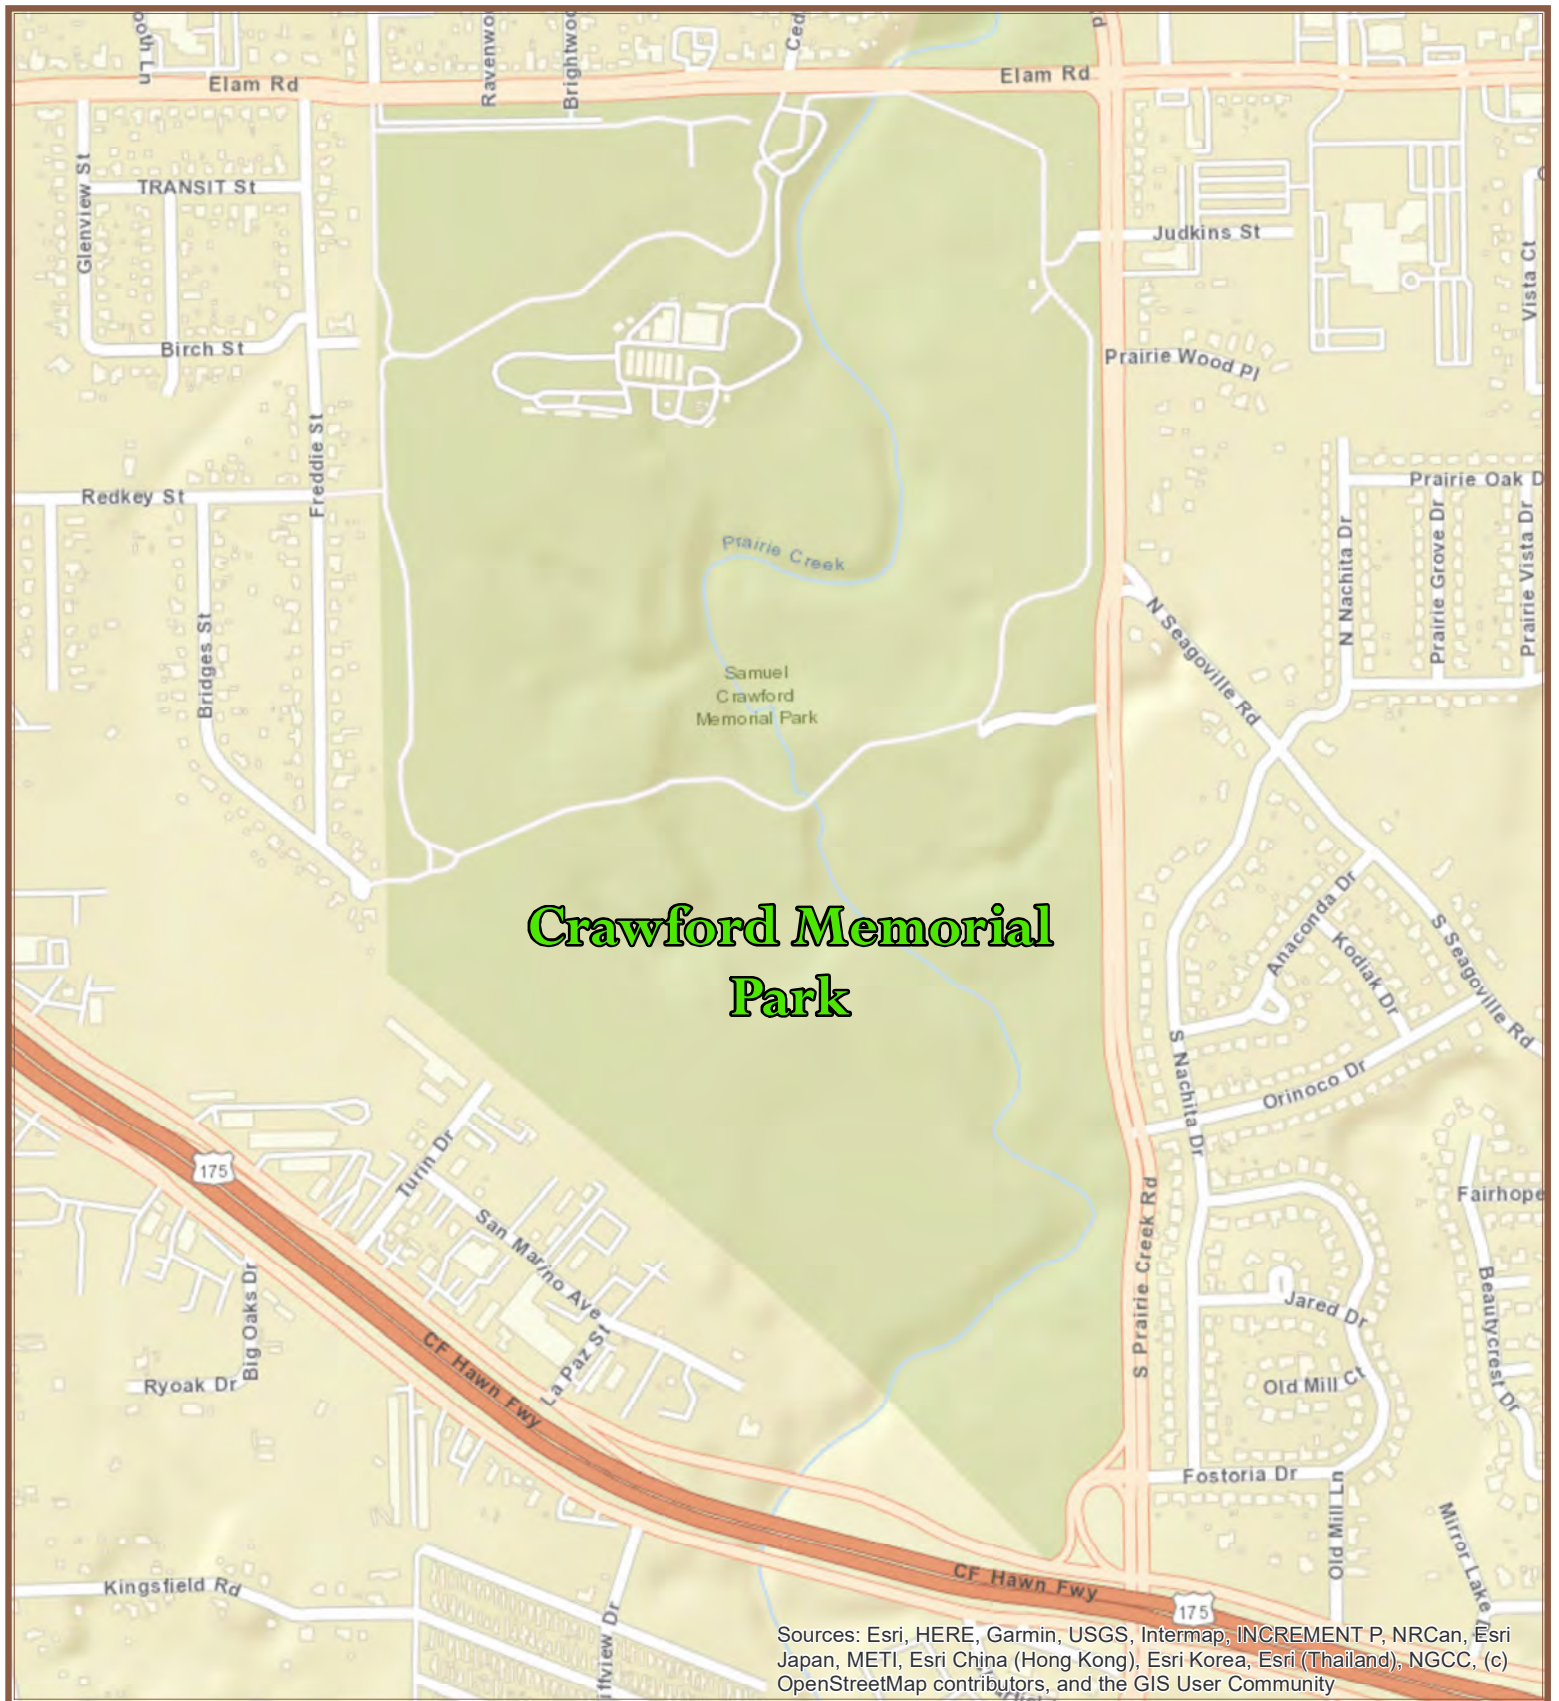 Ravenwoo
Brightwoo
Ced
Elam Rd
Elam Rd
Glenview St
TRANSIT St
Judkins St
Vista Ct
Birch St
Prairie Wood Pl
Freddie St
Redkey St
Prairie Oak D
N Nachita Dr
Prairie Grove Dr
Prairie Vista Dr
Prairie Creek
N Seagoville Rd
Bridges St
Samuel
Crawford
Memorial Park
Crawford Memorial
Park
Anaconda Dr
Kodiak Dr
S Seagoville Rd
S Nachita Dr
Orinoco Dr
175
Turin Dr
San Marino Ave
La Paz St
S Prairie Creek Rd
Fairhope
Beautycrest Dr
Big Oaks Dr
Ryoak Dr
Jared Dr
Old Mill Ct
CF Hawn Fwy
Fostoria Dr
Old Mill Ln
Mirror Lake
Kingsfield Rd
iffview Dr
CF Hawn Fwy
175
Sources: Esri, HERE, Garmin, USGS, Intermap, INCREMENT P, NRCan, Esri
Japan, METI, Esri China (Hong Kong), Esri Korea, Esri (Thailand), NGCC, (c)
OpenStreetMap contributors, and the GIS User Community